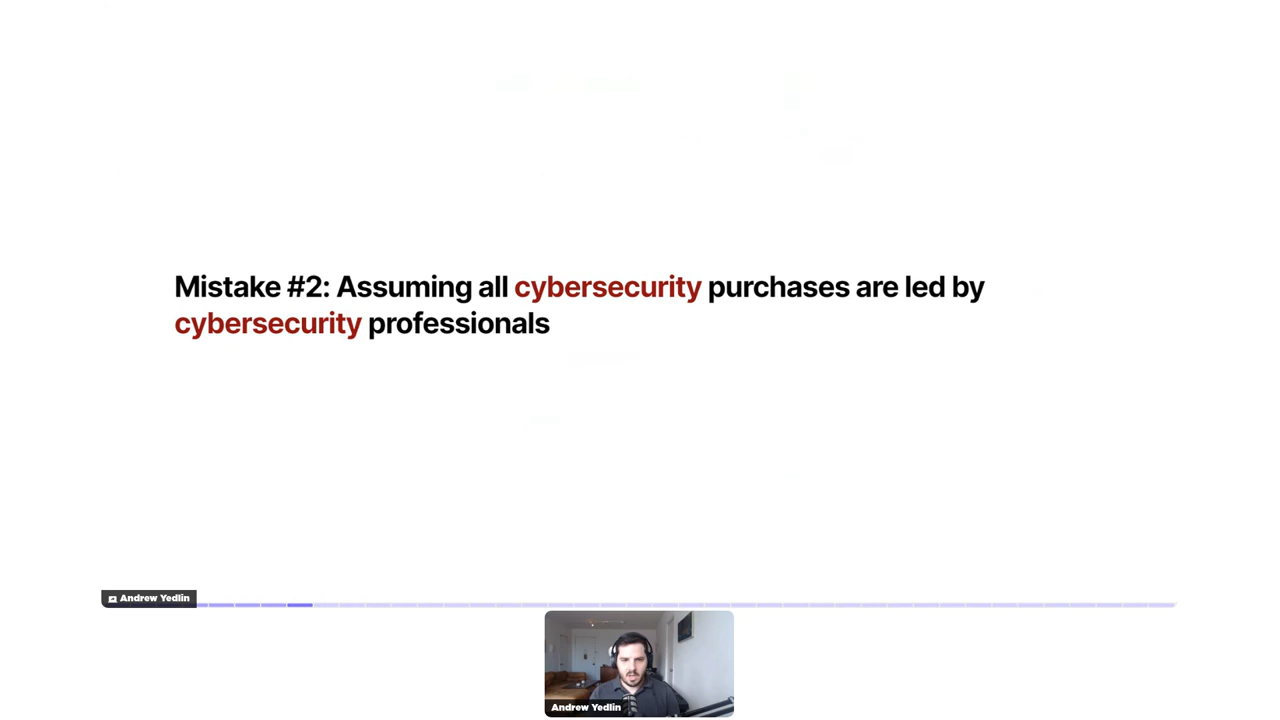 Mistake #2: Assuming all cybersecurity purchases are led by
cybersecurity professionals
Andrew Yedlin
Andrew Yedlin